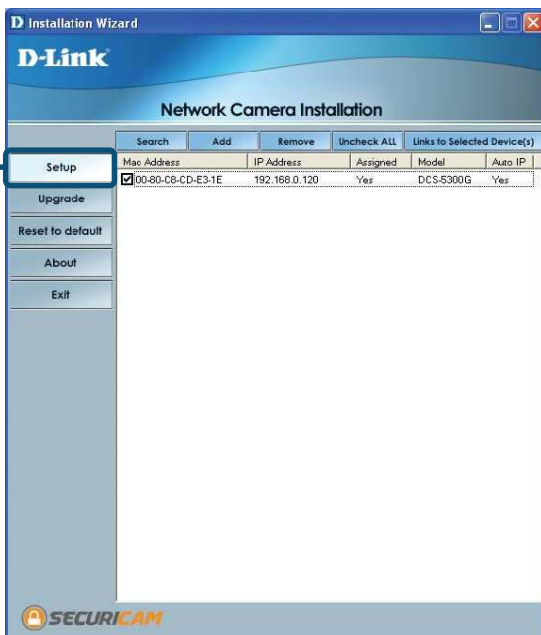 D Installation Wizard
D-Link
Network Camera Installation
Search Add Remove Uncheck ALL Links to Selected Device(s)
Mac Address IP Address Assigned Model Auto IP
00-80-C8-CD-E3-1E 192.168.0.120 Yes DCS-5300G Yes
Setup
Upgrade
Reset to default
About
Exit
SECURICAM